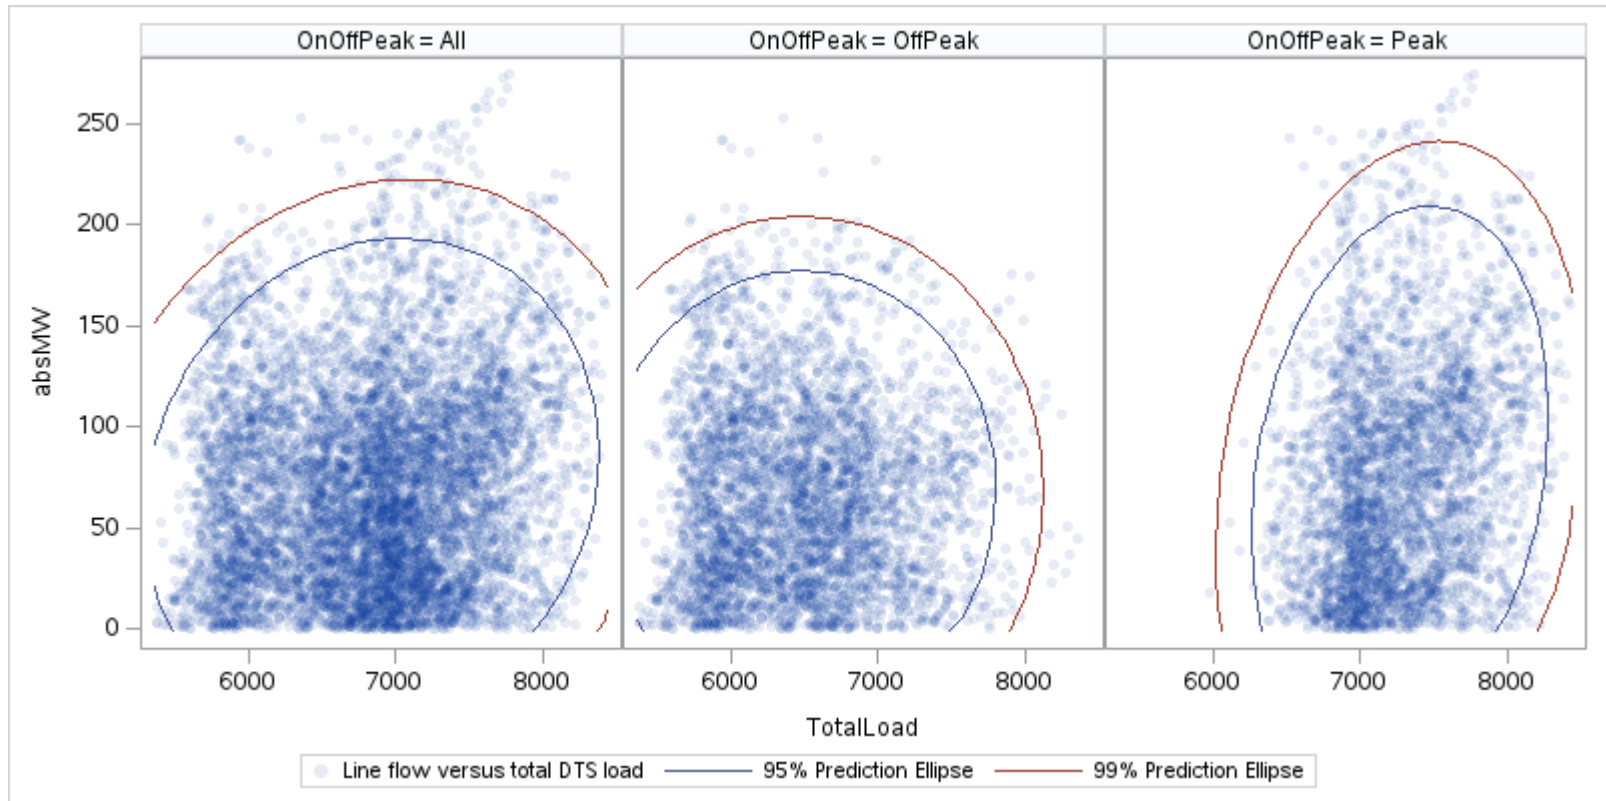 OnOffPeak = All
OnOffPeak = OffPeak
OnOffPeak = Peak
absMW
250
200
150
100
50
0
6000 7000 8000
6000 7000 8000
6000 7000 8000
TotalLoad
Line flow versus total DTS load
95% Prediction Ellipse
99% Prediction Ellipse